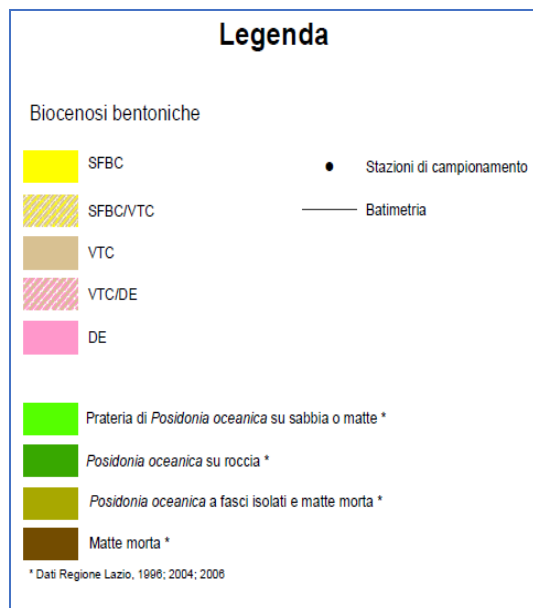 Legenda
Biocenosi bentoniche
SFBC
Stazioni di campionamento
SFBC/VTC
Batimetria
VTC
VTC/DE
DE
Prateria di Posidonia oceanica su sabbia o matte *
Posidonia oceanica su roccia *
Posidonia oceanica a fasci isolati e matte morta *
Matte morta *
* Dati Regione Lazio, 1996; 2004; 2006